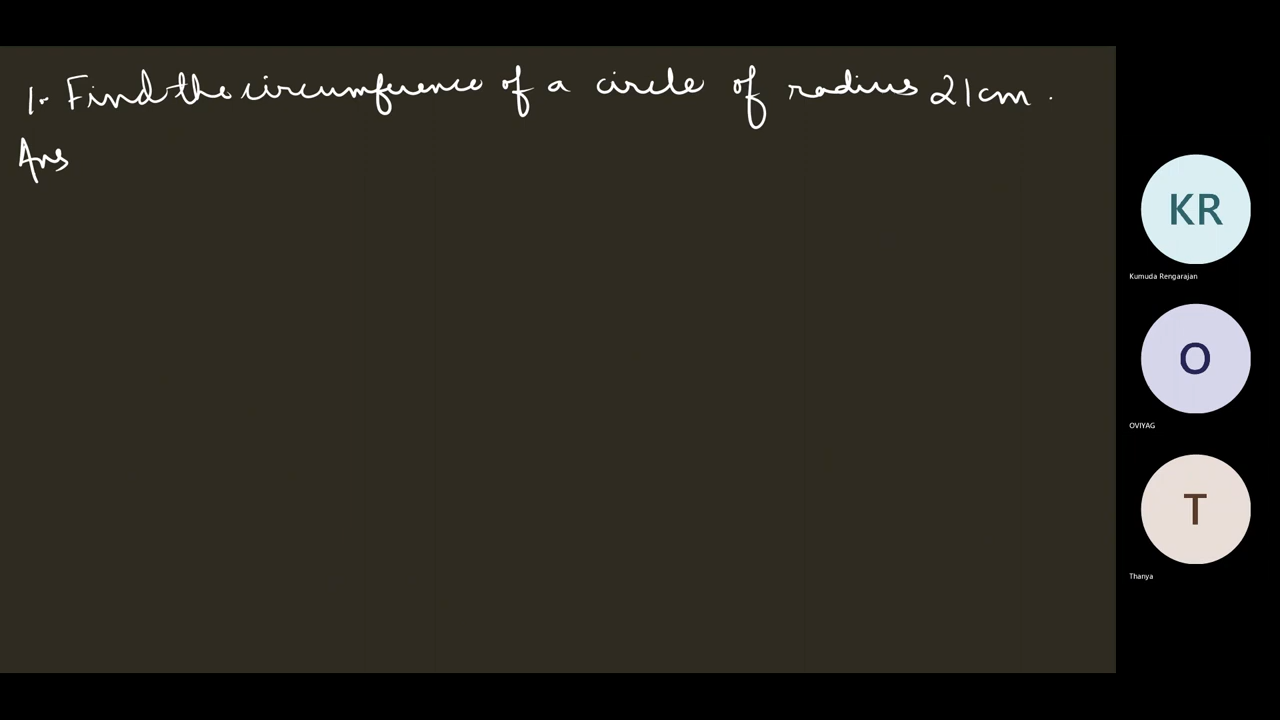 1. Find the circumference of a circle of radius 21cm.
Ans
KR
Kumuda Rengarajan
O
OVIYAG
T
Thanya